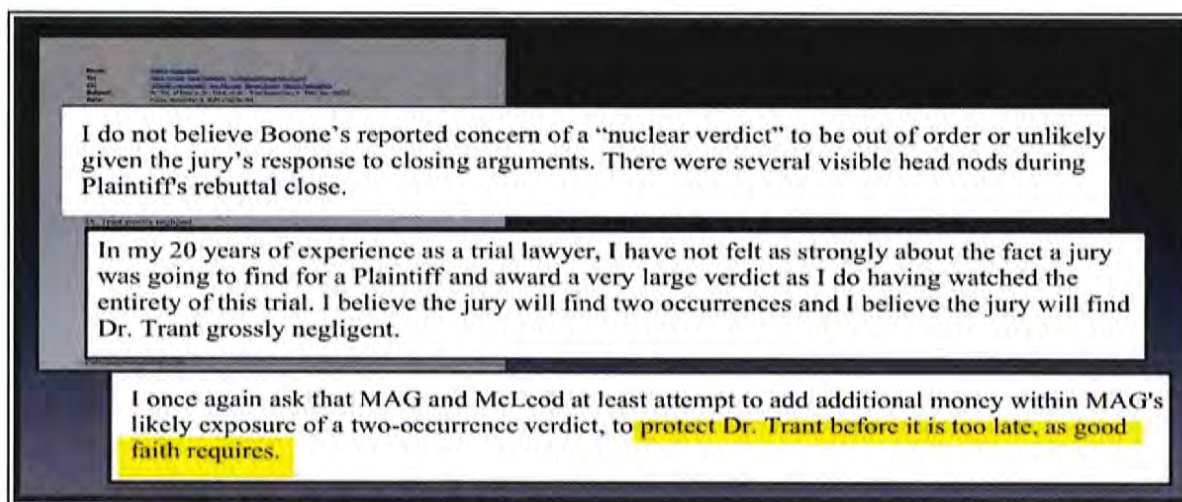 I do not believe Boone's reported concern of a “nuclear verdict” to be out of order or unlikely
given the jury's response to closing arguments. There were several visible head nods during
Plaintiff's rebuttal close.
Dr. Trant grossly negligent.
In my 20 years of experience as a trial lawyer, I have not felt as strongly about the fact a jury
was going to find for a Plaintiff and award a very large verdict as I do having watched the
entirety of this trial. I believe the jury will find two occurrences and I believe the jury will find
Dr. Trant grossly negligent.
I once again ask that MAG and McLeod at least attempt to add additional money within MAG's
likely exposure of a two-occurrence verdict, to protect Dr. Trant before it is too late, as good
faith requires.